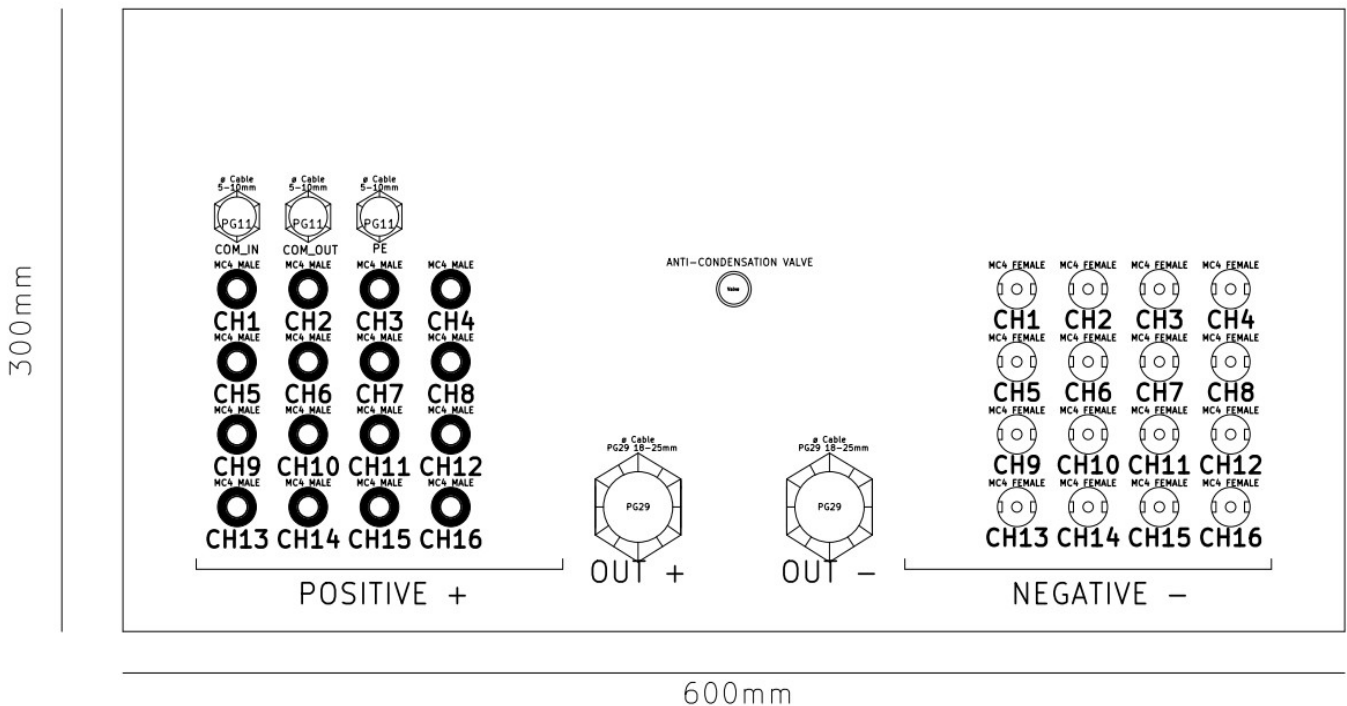 ø Cable ø Cable ø Cable
5-10mm 5-10mm 5-10mm
PG11 PG11 PG11
COM_IN COM_OUT PE
MC4 MALE MC4 MALE MC4 MALE MC4 MALE
CH1 CH2 CH3 CH4
MC4 MALE MC4 MALE MC4 MALE MC4 MALE
CH5 CH6 CH7 CH8
MC4 MALE MC4 MALE MC4 MALE MC4 MALE
CH9 CH10 CH11 CH12
MC4 MALE MC4 MALE MC4 MALE MC4 MALE
CH13 CH14 CH15 CH16
POSITIVE +
ANTI-CONDENSATION VALVE
Valve
ø Cable
PG29 18-25mm
PG29
OUT +
ø Cable
PG29 18-25mm
PG29
OUT -
MC4 FEMALE MC4 FEMALE MC4 FEMALE MC4 FEMALE
CH1 CH2 CH3 CH4
MC4 FEMALE MC4 FEMALE MC4 FEMALE MC4 FEMALE
CH5 CH6 CH7 CH8
MC4 FEMALE MC4 FEMALE MC4 FEMALE MC4 FEMALE
CH9 CH10 CH11 CH12
MC4 FEMALE MC4 FEMALE MC4 FEMALE MC4 FEMALE
CH13 CH14 CH15 CH16
NEGATIVE -
300mm
600mm